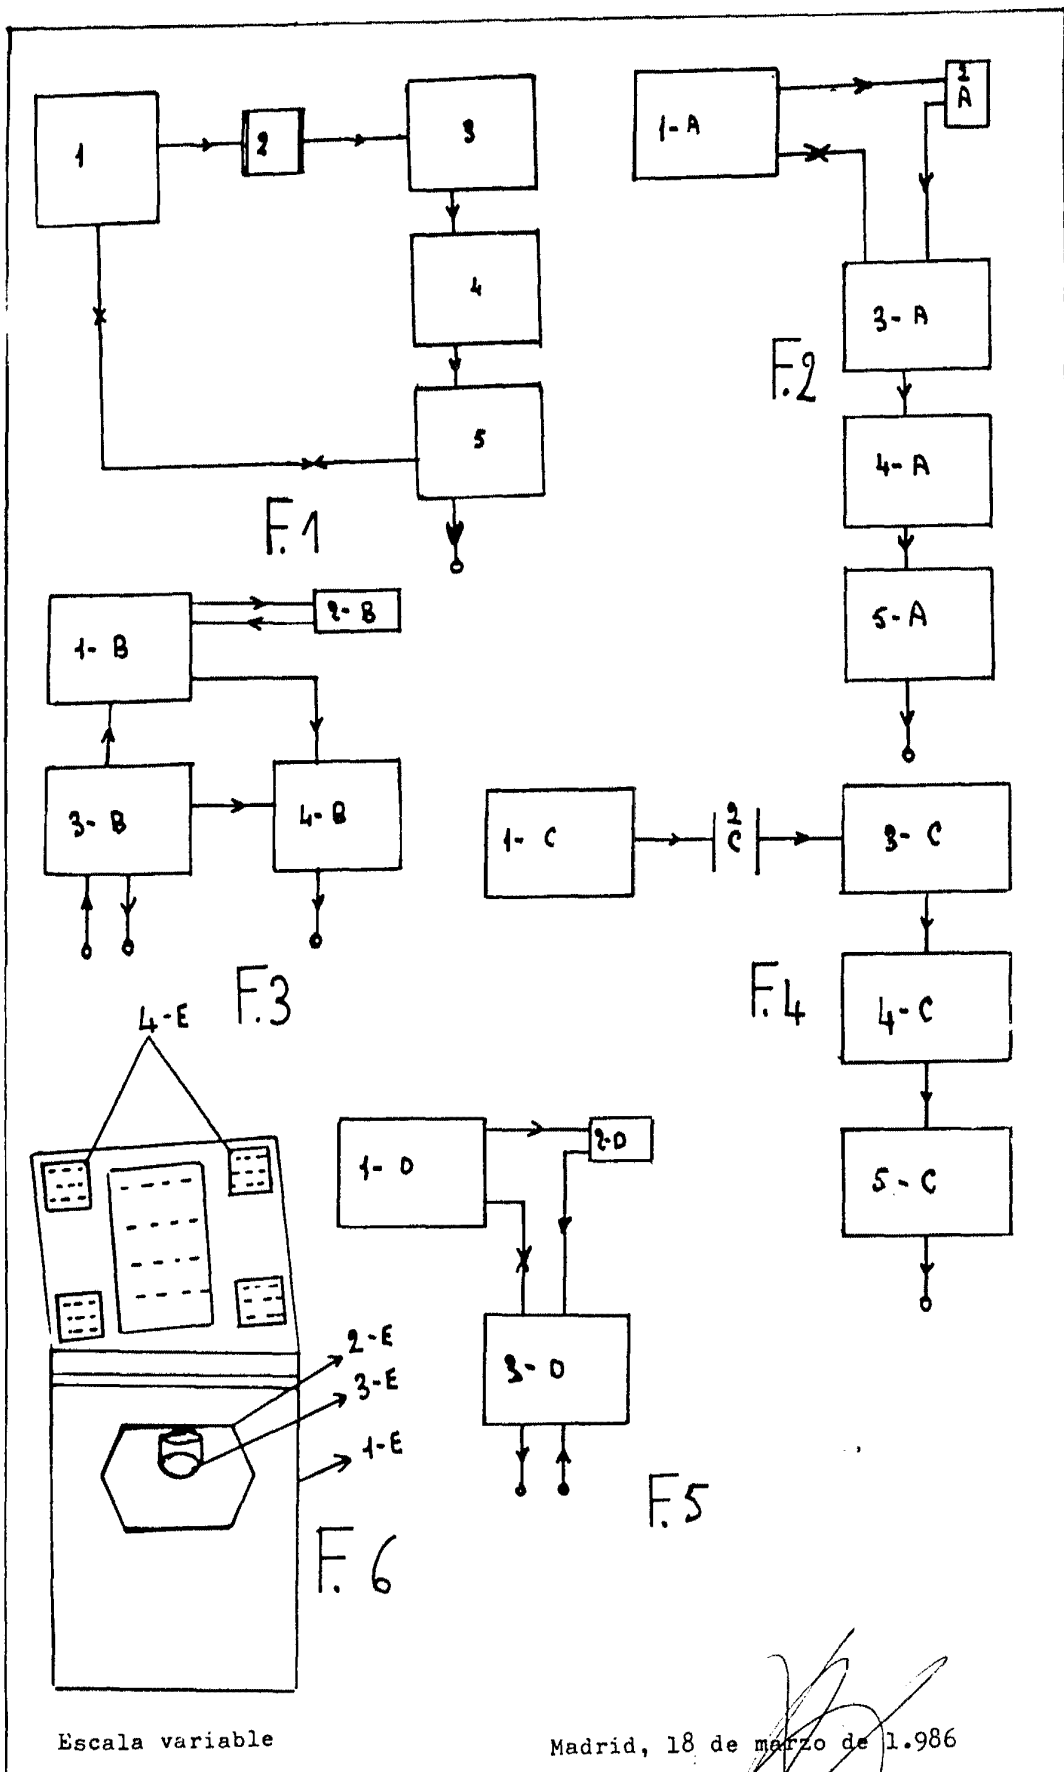 1
2
3
4
5
F.1
1-A
2
A
3-A
4-A
5-A
F.2
1-B
2-B
3-B
4-B
F.3
1-C
2
C
3-C
4-C
5-C
F.4
1-D
2-D
3-D
F.5
4-E
2-E
3-E
1-E
F.6
Escala variable
Madrid, 18 de marzo de 1.986